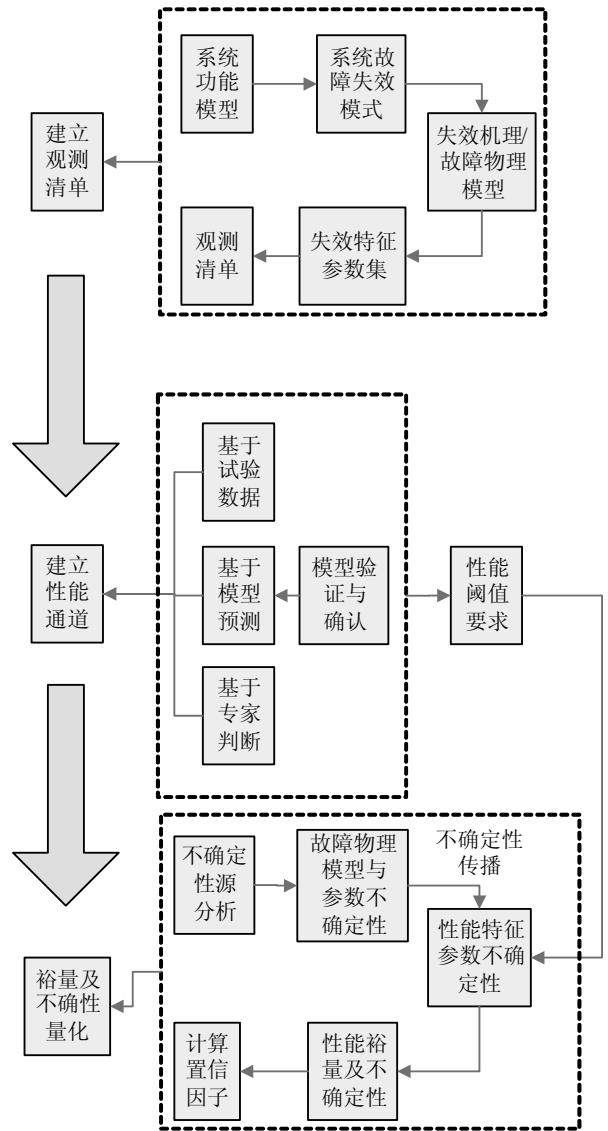 系统
功能
模型
系统故
障失效
模式
建立
观测
清单
失效机理/
故障物理
模型
观测
清单
失效特征
参数集
基于
试验
数据
建立
性能
通道
基于
模型
预测
模型验
证与
确认
性能
阈值
要求
基于
专家
判断
不确定
性源
分析
故障物理
模型与
参数不
确定性
不确定性
传播
性能特征
参数不确
定性
裕量及
不确性
量化
计算
置信
因子
性能裕
量及不
确定性